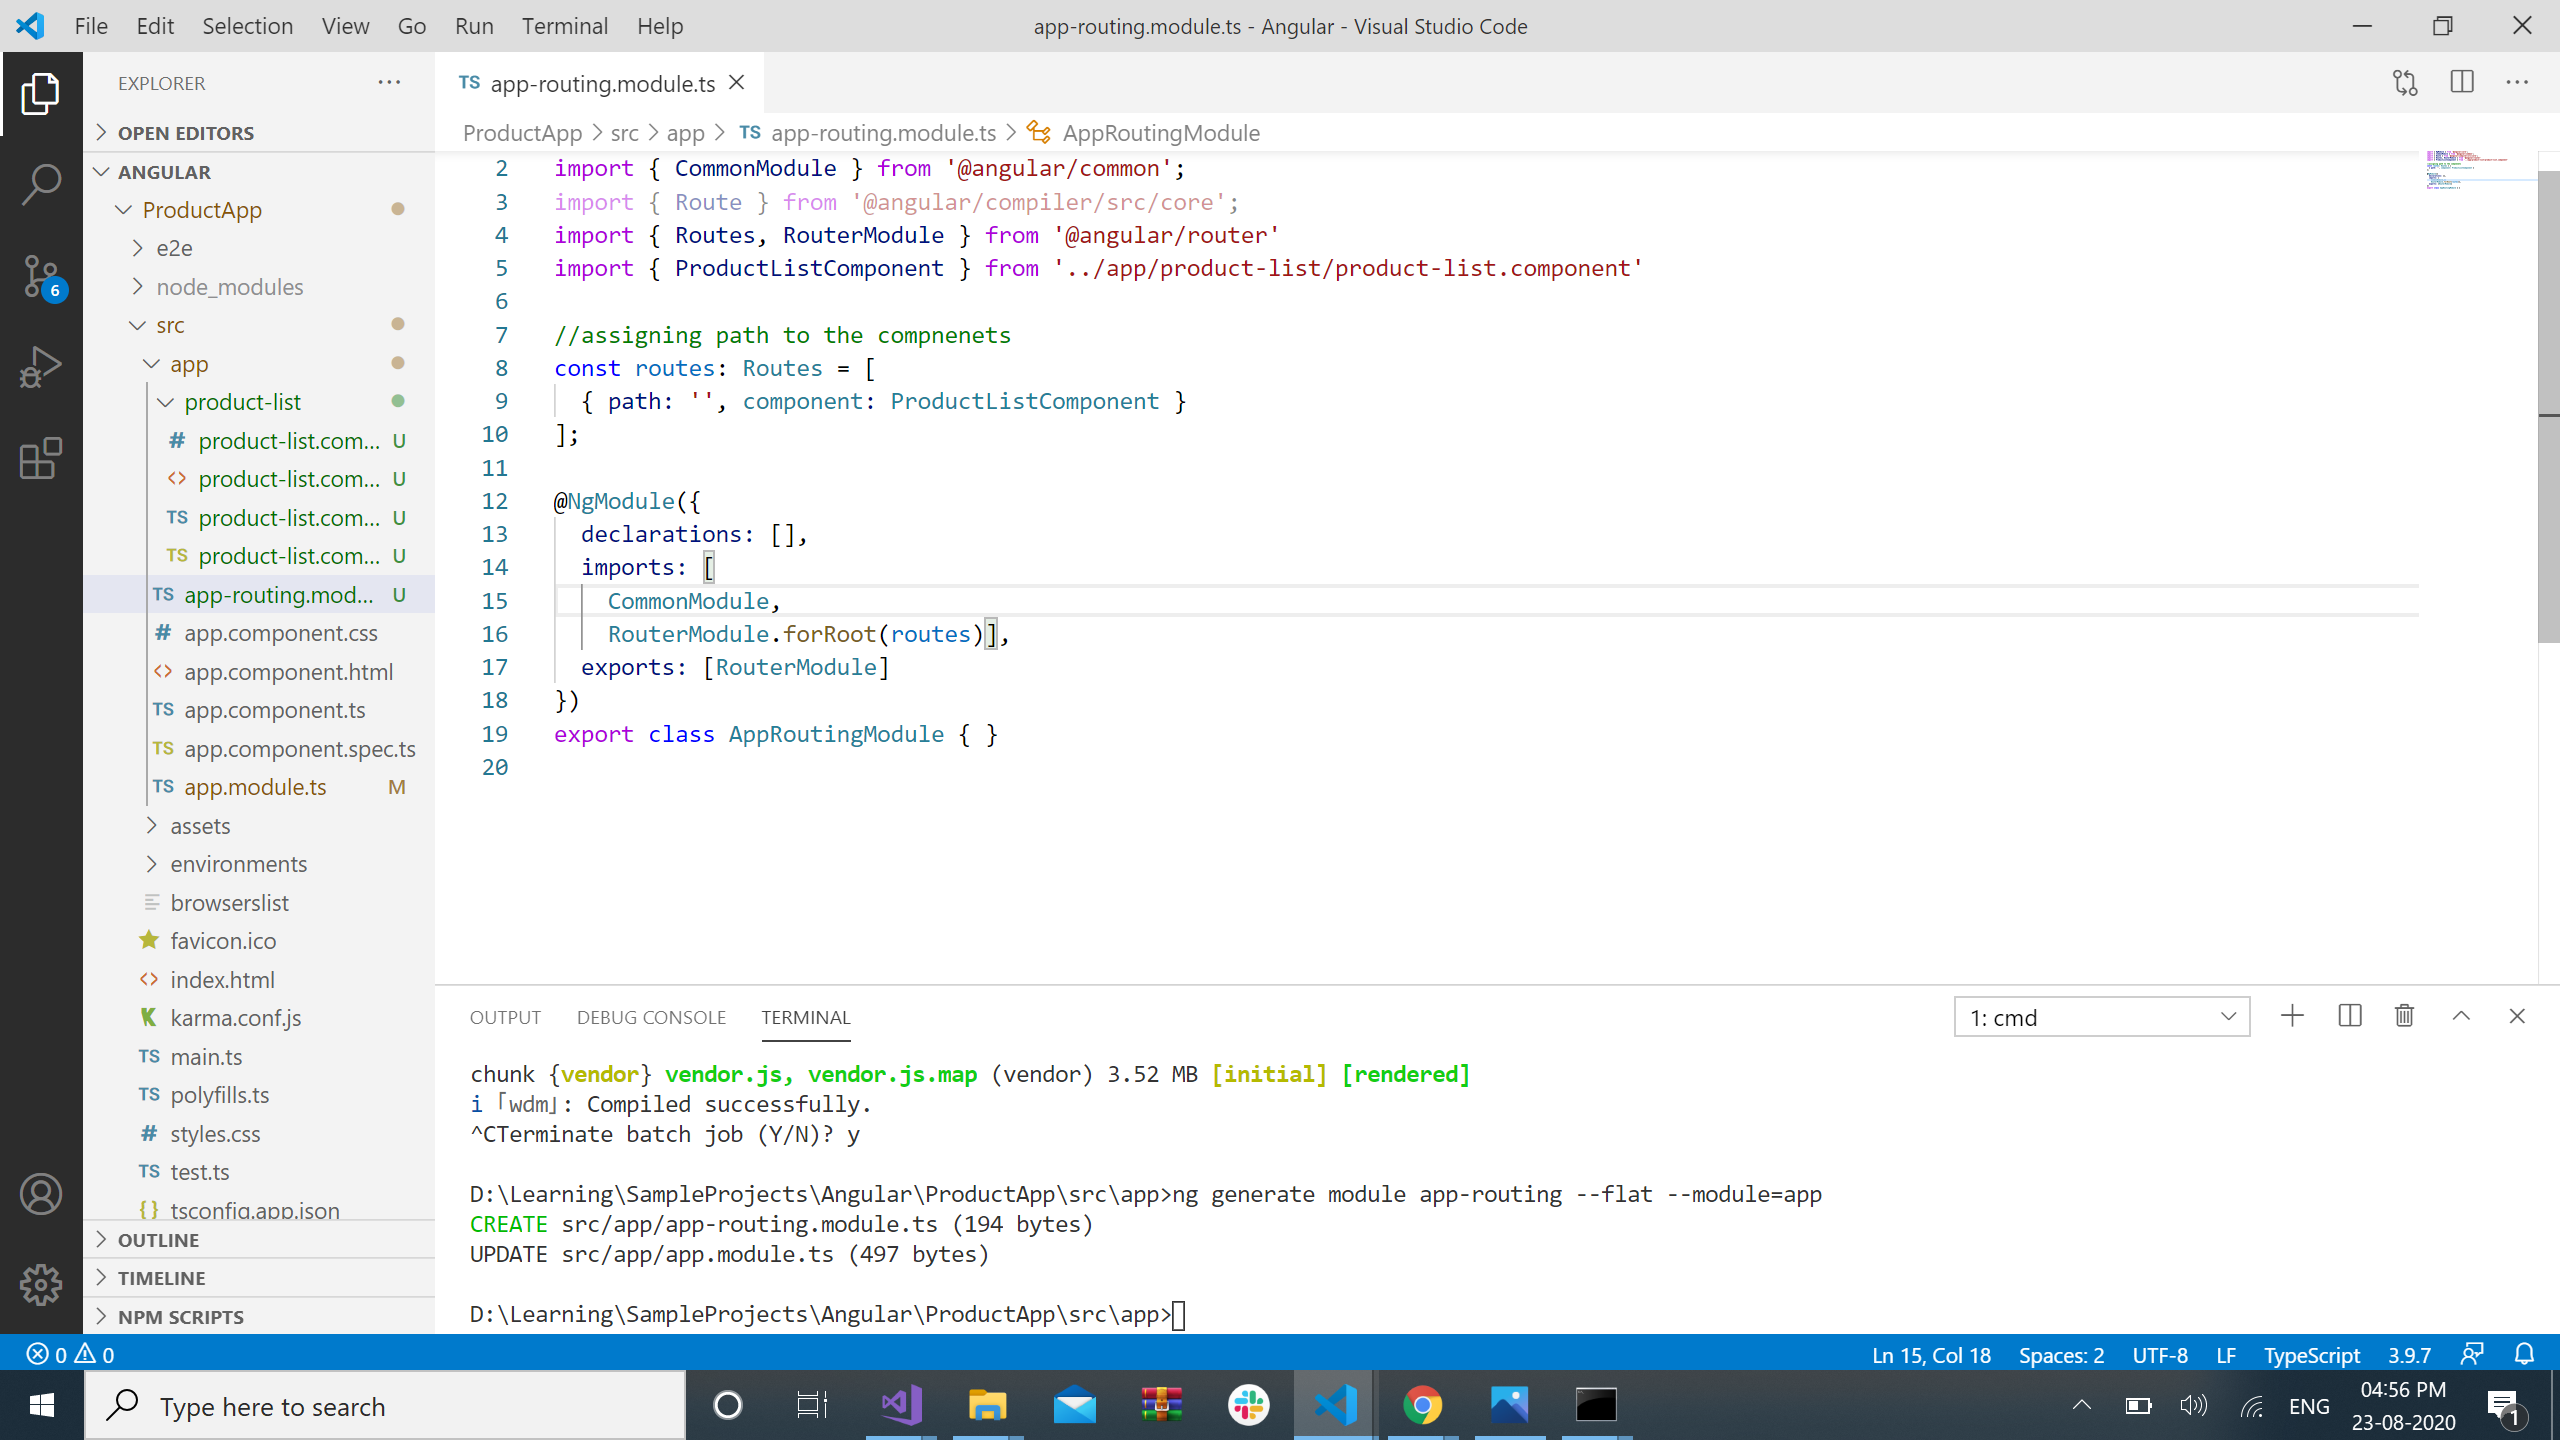 File Edit Selection View Go Run Terminal Help
app-routing.module.ts - Angular - Visual Studio Code
EXPLORER
OPEN EDITORS
ANGULAR
ProductApp
e2e
node_modules
6
src
app
product-list
# product-list.com... U
<> product-list.com... U
TS product-list.com... U
TS product-list.com... U
TS app-routing.mod... U
# app.component.css
<> app.component.html
TS app.component.ts
TS app.component.spec.ts
TS app.module.ts M
assets
environments
browserslist
favicon.ico
<> index.html
karma.conf.js
TS main.ts
TS polyfills.ts
# styles.css
TS test.ts
{} tsconfig.app.json
OUTLINE
TIMELINE
NPM SCRIPTS
TS app-routing.module.ts
ProductApp > src > app > TS app-routing.module.ts > AppRoutingModule
2 import { CommonModule } from '@angular/common';
3 import { Route } from '@angular/compiler/src/core';
4 import { Routes, RouterModule } from '@angular/router'
5 import { ProductListComponent } from '../app/product-list/product-list.component'
6
7 //assigning path to the compnenets
8 const routes: Routes = [
9 { path: '', component: ProductListComponent }
10 ];
11
12 @NgModule({
13 declarations: [],
14 imports: [
15 CommonModule,
16 RouterModule.forRoot(routes)],
17 exports: [RouterModule]
18 })
19 export class AppRoutingModule { }
20
OUTPUT DEBUG CONSOLE TERMINAL
1: cmd
chunk {vendor} vendor.js, vendor.js.map (vendor) 3.52 MB [initial] [rendered]
i ｢wdm｣: Compiled successfully.
^CTerminate batch job (Y/N)? y
D:\Learning\SampleProjects\Angular\ProductApp\src\app>ng generate module app-routing --flat --module=app
CREATE src/app/app-routing.module.ts (194 bytes)
UPDATE src/app/app.module.ts (497 bytes)
D:\Learning\SampleProjects\Angular\ProductApp\src\app>
0 0
Ln 15, Col 18 Spaces: 2 UTF-8 LF TypeScript 3.9.7
Type here to search
ENG
04:56 PM
23-08-2020
1